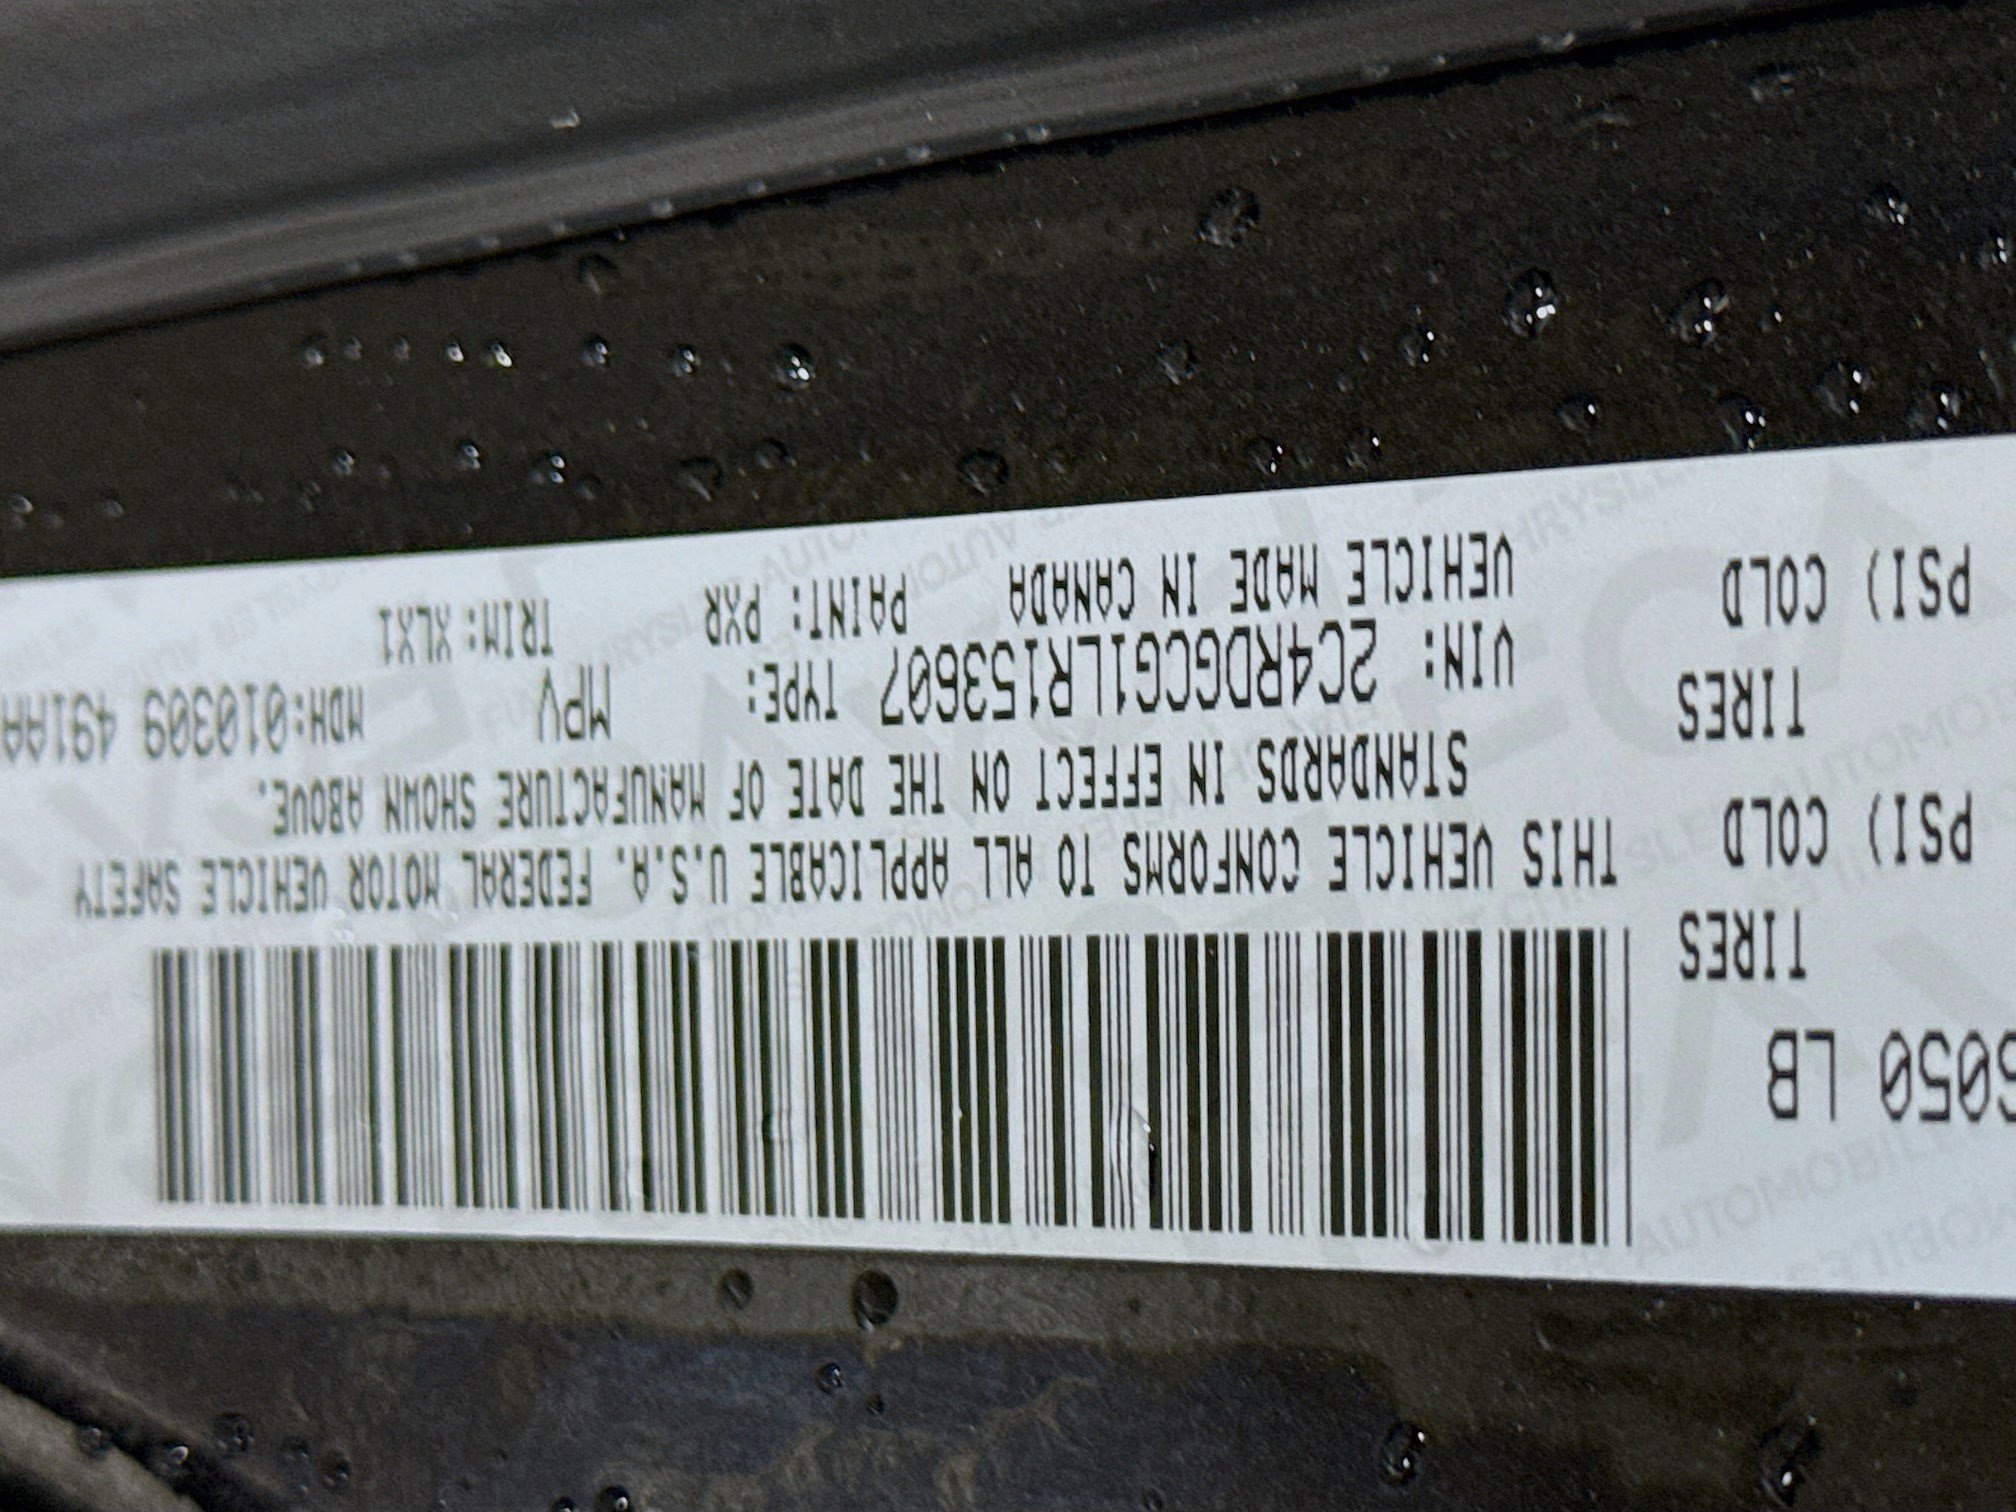 6050 LB
TIRES
PSI) COLD
TIRES
PSI) COLD
THIS VEHICLE CONFORMS TO ALL APPLICABLE U.S.A. FEDERAL MOTOR VEHICLE SAFETY
STANDARDS IN EFFECT ON THE DATE OF MANUFACTURE SHOWN ABOVE.
VIN: 2C4RDGCG1LR153607 TYPE: MPV MDH:010309 491AA
VEHICLE MADE IN CANADA PAINT: PXR TRIM:XLX1